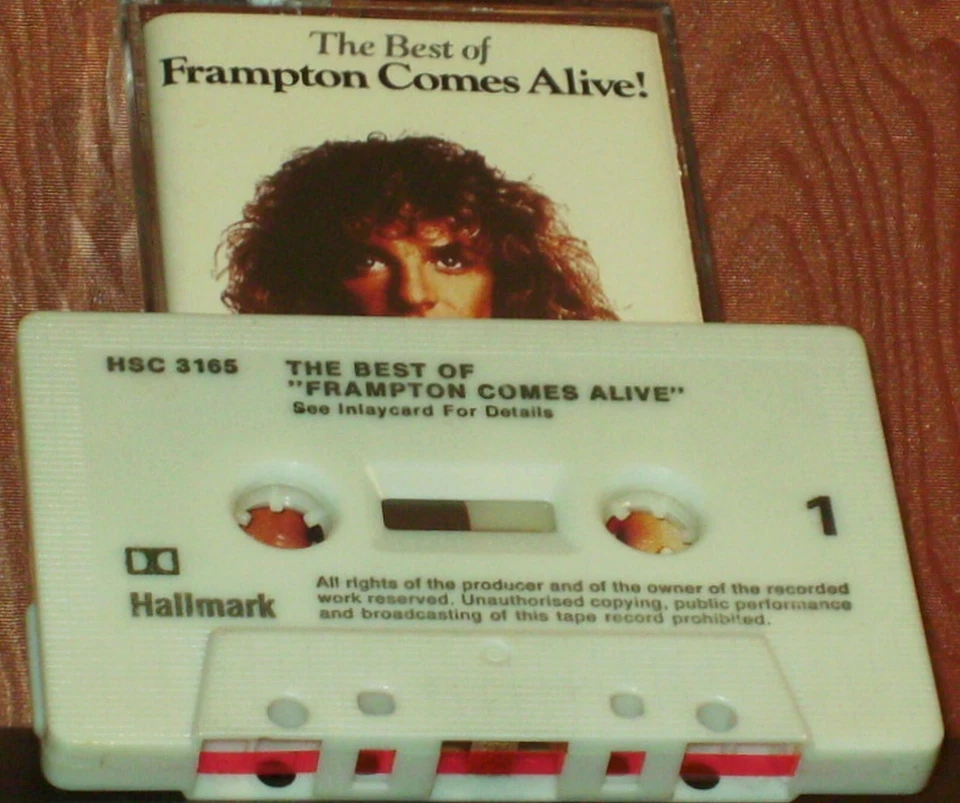 The Best of
Frampton Comes Alive!
HSC 3165
THE BEST OF
"FRAMPTON COMES ALIVE"
See Inlaycard For Details
1
Hallmark
All rights of the producer and of the owner of the recorded
work reserved. Unauthorised copying, public performance
and broadcasting of this tape record prohibited.